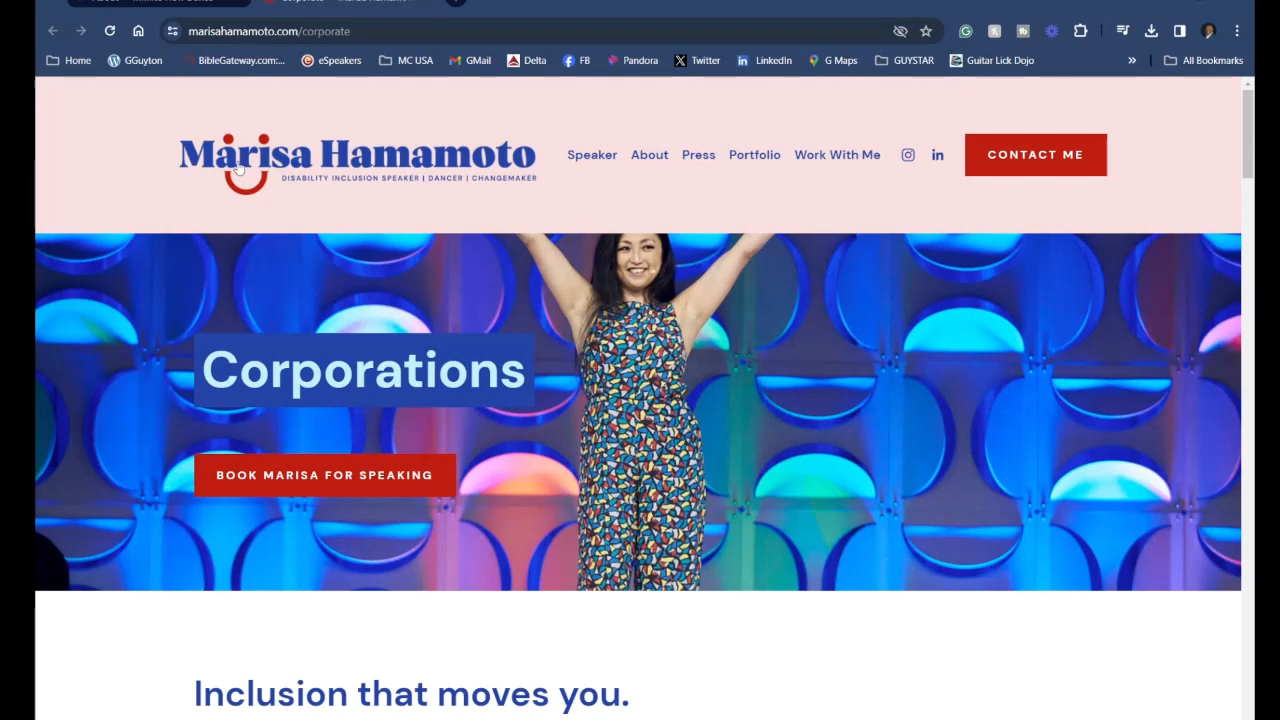 marisahamamoto.com/corporate
Home GGuyton BibleGateway.com:... eSpeakers MC USA GMail Delta FB Pandora Twitter LinkedIn G Maps GUYSTAR Guitar Lick Dojo » All Bookmarks
Marisa Hamamoto
DISABILITY INCLUSION SPEAKER | DANCER | CHANGEMAKER
Speaker About Press Portfolio Work With Me
CONTACT ME
Corporations
BOOK MARISA FOR SPEAKING
Inclusion that moves you.